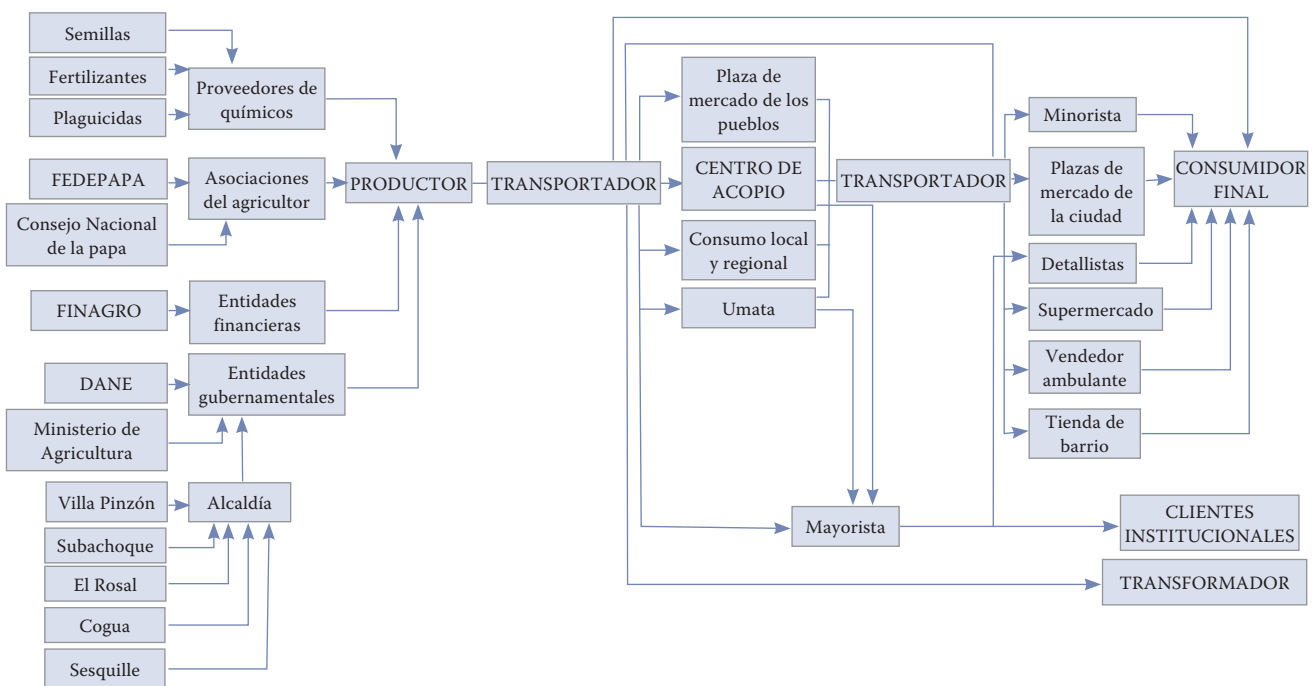 Semillas
Fertilizantes
Plaguicidas
Proveedores de
químicos
FEDEPAPA
Consejo Nacional
de la papa
Asociaciones
del agricultor
FINAGRO
Entidades
financieras
DANE
Ministerio de
Agricultura
Entidades
gubernamentales
Villa Pinzón
Subachoque
El Rosal
Cogua
Sesquille
Alcaldía
PRODUCTOR
TRANSPORTADOR
Plaza de
mercado de los
pueblos
CENTRO DE
ACOPIO
Consumo local
y regional
Umata
Mayorista
TRANSPORTADOR
Minorista
Plazas de
mercado de
la ciudad
Detallistas
Supermercado
Vendedor
ambulante
Tienda de
barrio
CONSUMIDOR
FINAL
CLIENTES
INSTITUCIONALES
TRANSFORMADOR